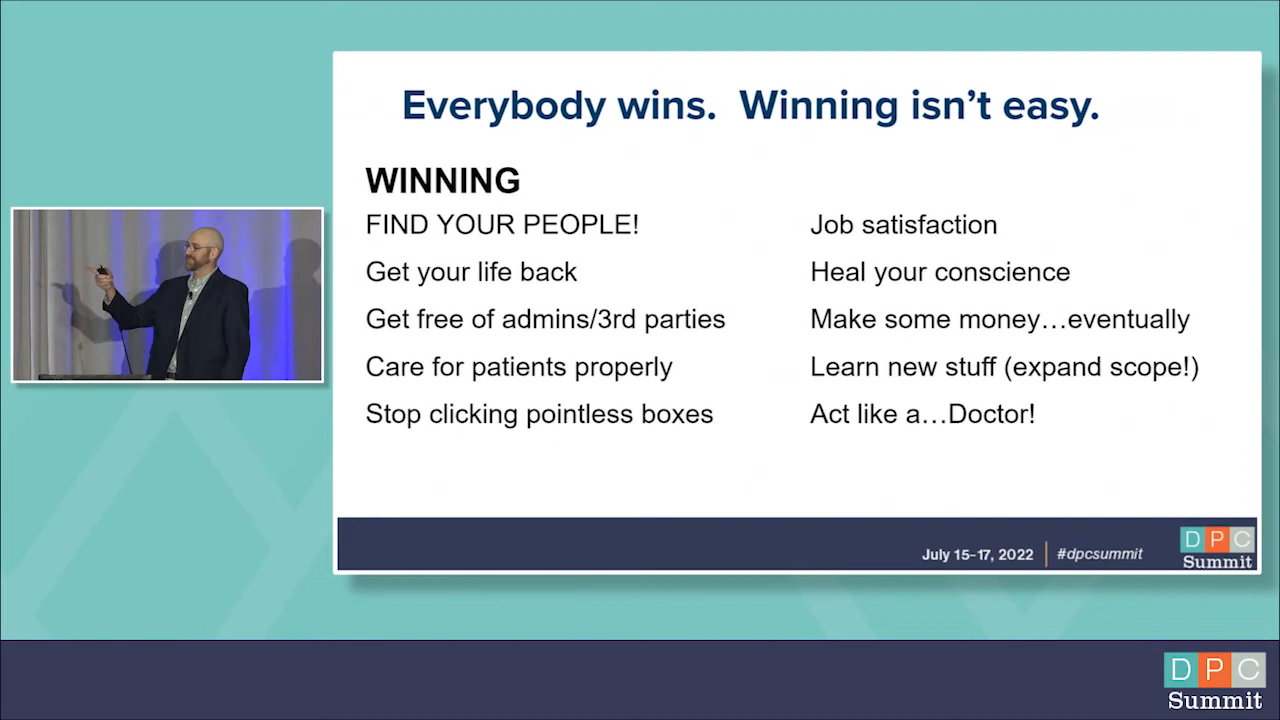 Everybody wins. Winning isn't easy.
WINNING
FIND YOUR PEOPLE!
Get your life back
Get free of admins/3rd parties
Care for patients properly
Stop clicking pointless boxes
Job satisfaction
Heal your conscience
Make some money…eventually
Learn new stuff (expand scope!)
Act like a…Doctor!
July 15–17, 2022 | #dpcsummit
DPC
Summit
DPC
Summit